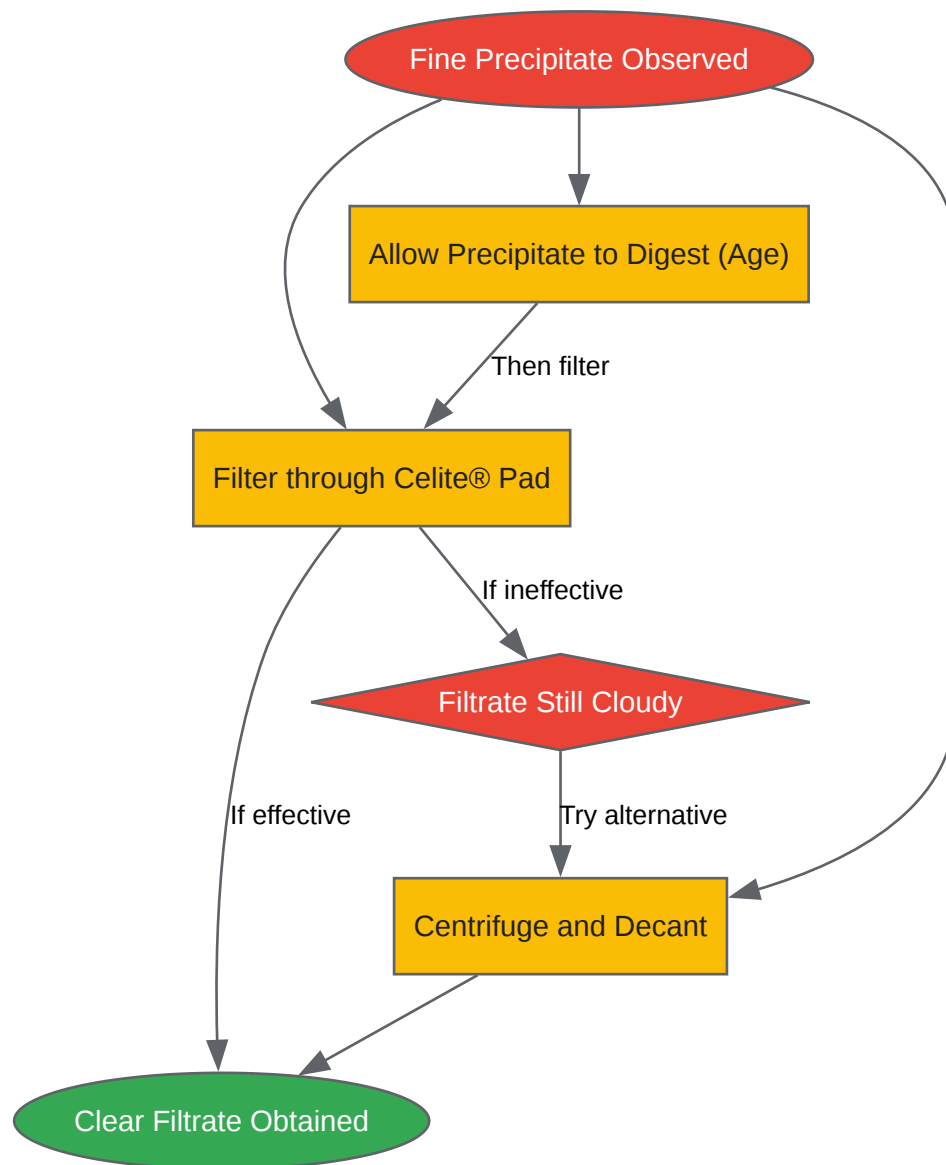 Fine Precipitate Observed
Allow Precipitate to Digest (Age)
Then filter
Filter through Celite® Pad
If ineffective
Filtrate Still Cloudy
If effective
Try alternative
Centrifuge and Decant
Clear Filtrate Obtained